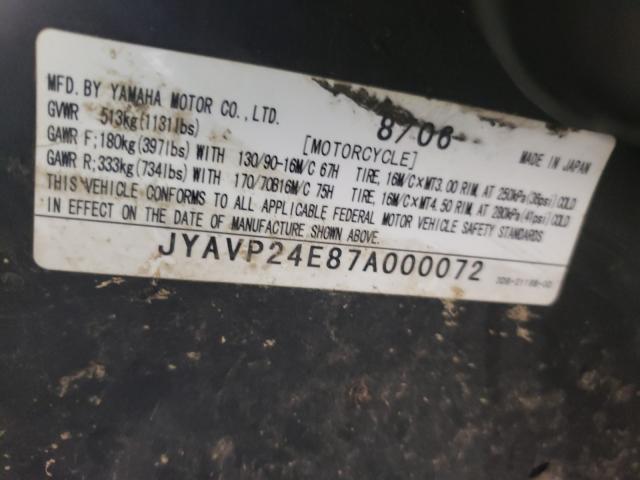 MFD. BY YAMAHA MOTOR CO., LTD. 8/06
GVWR 513kg(1131lbs) [MOTORCYCLE] MADE IN JAPAN
GAWR F;180kg(397lbs) WITH 130/90-16M/C 67H TIRE, 16M/C×MT3.00 RIM, AT 250kPa(36psi) COLD
GAWR R;333kg(734lbs) WITH 170/70B16M/C 75H TIRE, 16M/C×MT4.50 RIM, AT 280kPa(41psi) COLD
THIS VEHICLE CONFORMS TO ALL APPLICABLE FEDERAL MOTOR VEHICLE SAFETY STANDARDS
IN EFFECT ON THE DATE OF MANUFACTURE SHOWN ABOVE.
JYAVP24E87A000072